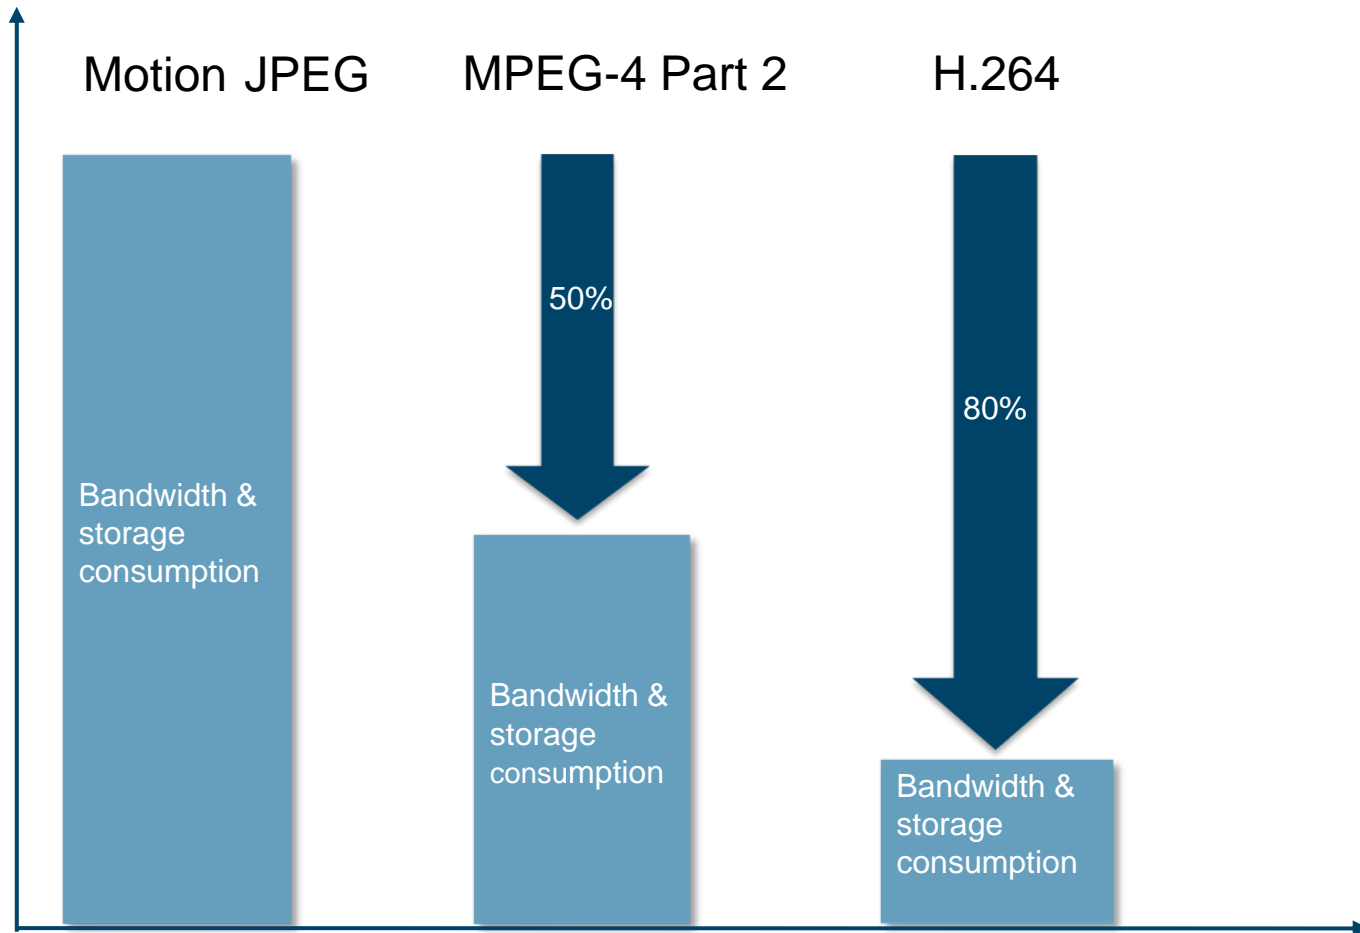 Motion JPEG
MPEG-4 Part 2
H.264
50%
80%
Bandwidth &
storage
consumption
Bandwidth &
storage
consumption
Bandwidth &
storage
consumption